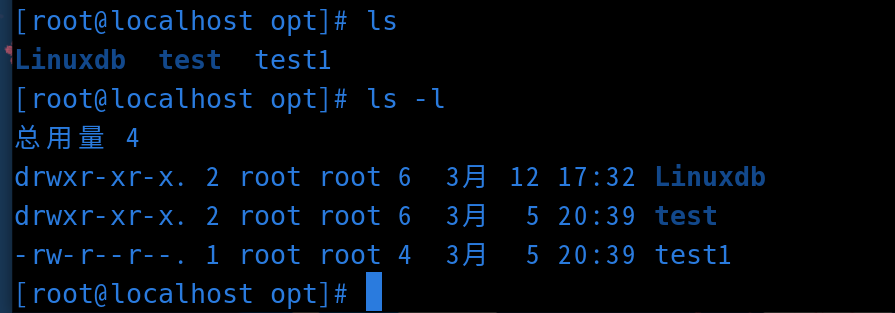 [root@localhost opt]# ls
Linuxdb  test  test1
[root@localhost opt]# ls -l
总用量 4
drwxr-xr-x. 2 root root 6  3月  12 17:32 Linuxdb
drwxr-xr-x. 2 root root 6  3月   5 20:39 test
-rw-r--r--. 1 root root 4  3月   5 20:39 test1
[root@localhost opt]#